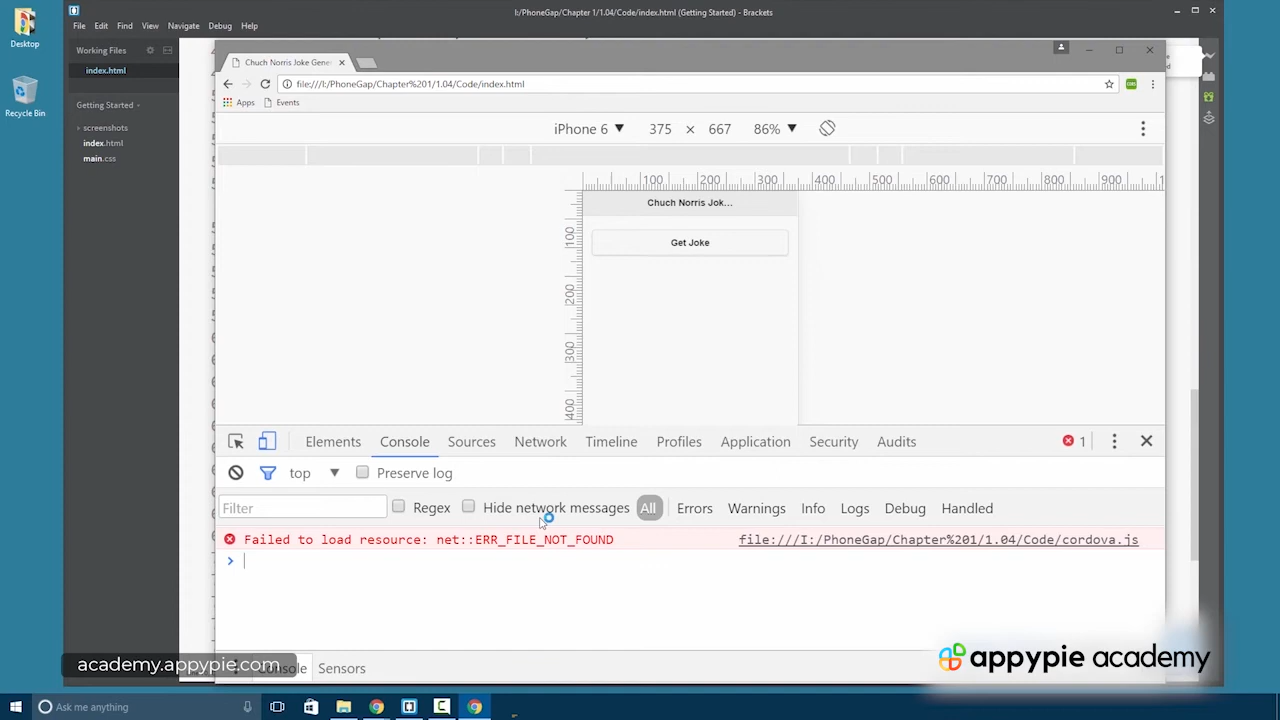 I:/PhoneGap/Chapter 1/1.04/Code/index.html (Getting Started) - Brackets
File Edit Find View Navigate Debug Help
Desktop
Recycle Bin
Working Files
index.html
Getting Started
screenshots
index.html
main.css
Chuch Norris Joke Gene
file:///I:/PhoneGap/Chapter%201/1.04/Code/index.html
Apps Events
iPhone 6 375 × 667 86%
100 200 300 400 500 600 700 800 900 1
100
200
300
400
Chuch Norris Jok...
Get Joke
Elements Console Sources Network Timeline Profiles Application Security Audits 1
top Preserve log
Filter Regex Hide network messages All Errors Warnings Info Logs Debug Handled
Failed to load resource: net::ERR_FILE_NOT_FOUND file:///I:/PhoneGap/Chapter%201/1.04/Code/cordova.js
Console Sensors
academy.appypie.com
appypie academy
Ask me anything